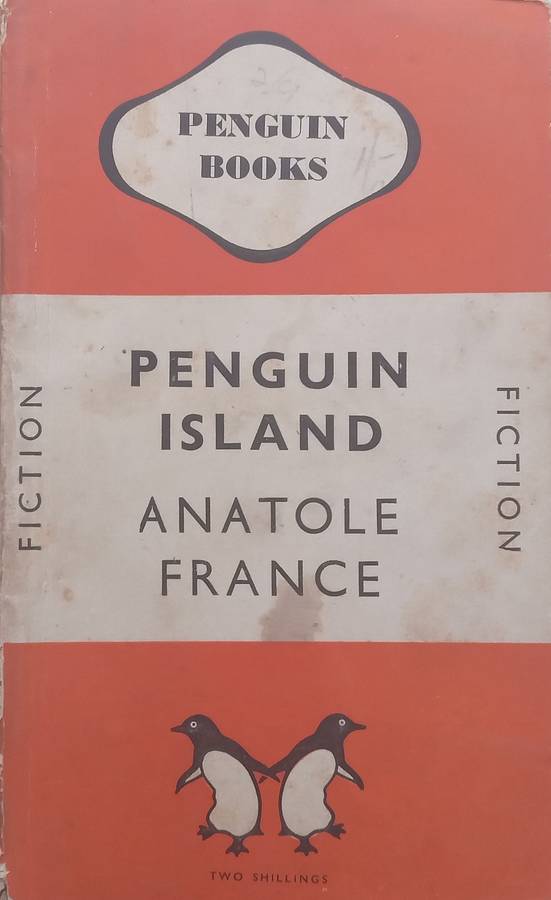 PENGUIN
BOOKS
PENGUIN
ISLAND
ANATOLE
FRANCE
FICTION
FICTION
TWO SHILLINGS